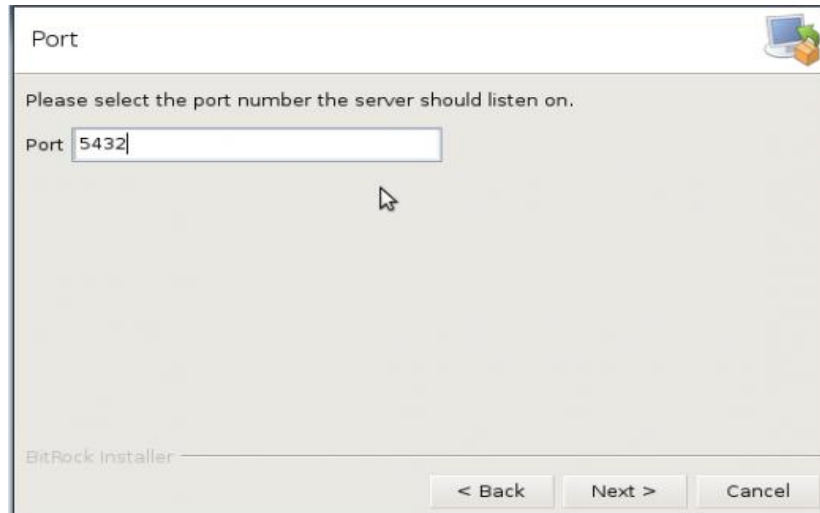 Port
Please select the port number the server should listen on.
Port 5432
BitRock Installer
< Back Next > Cancel